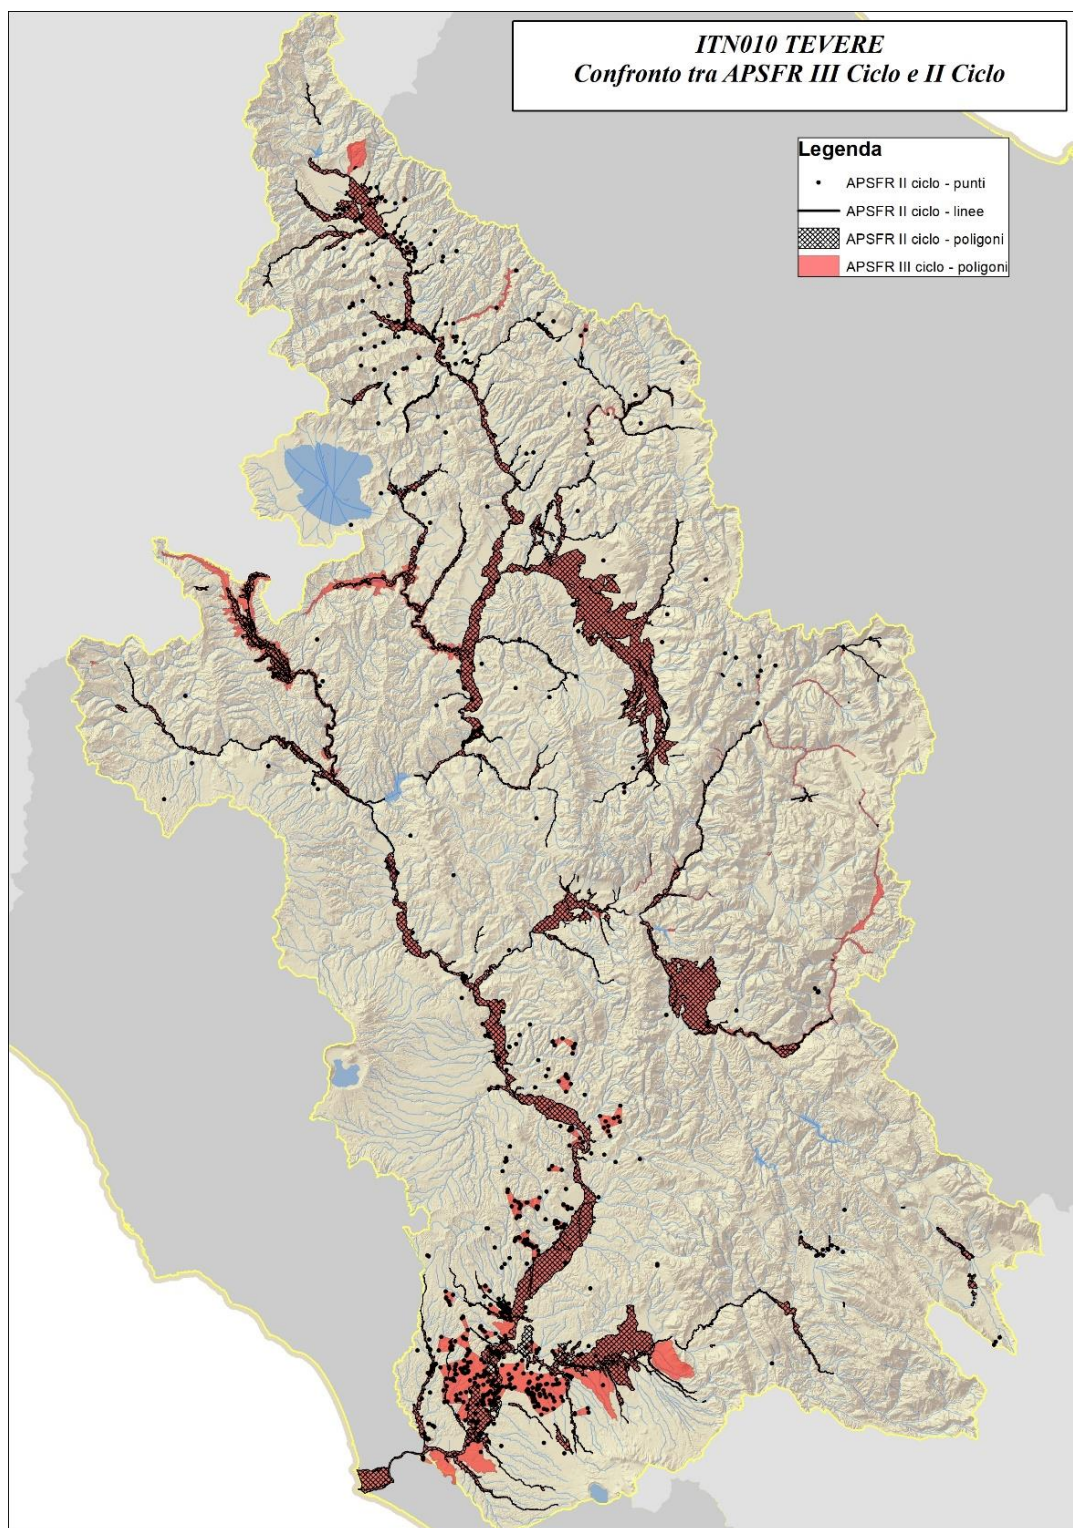 ITN010 TEVERE
Confronto tra APSFR III Ciclo e II Ciclo
Legenda
APSFR II ciclo - punti
APSFR II ciclo - linee
APSFR II ciclo - poligoni
APSFR III ciclo - poligoni